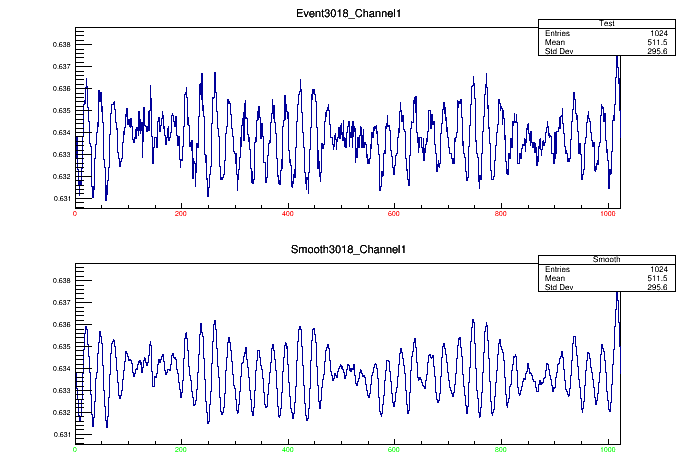 Event3018_Channel1
Test
Entries 1024
Mean 511.5
Std Dev 295.6
0.638
0.637
0.636
0.635
0.634
0.633
0.632
0.631
0 200 400 600 800 1000
Smooth3018_Channel1
Smooth
Entries 1024
Mean 511.5
Std Dev 295.6
0.638
0.637
0.636
0.635
0.634
0.633
0.632
0.631
0 200 400 600 800 1000